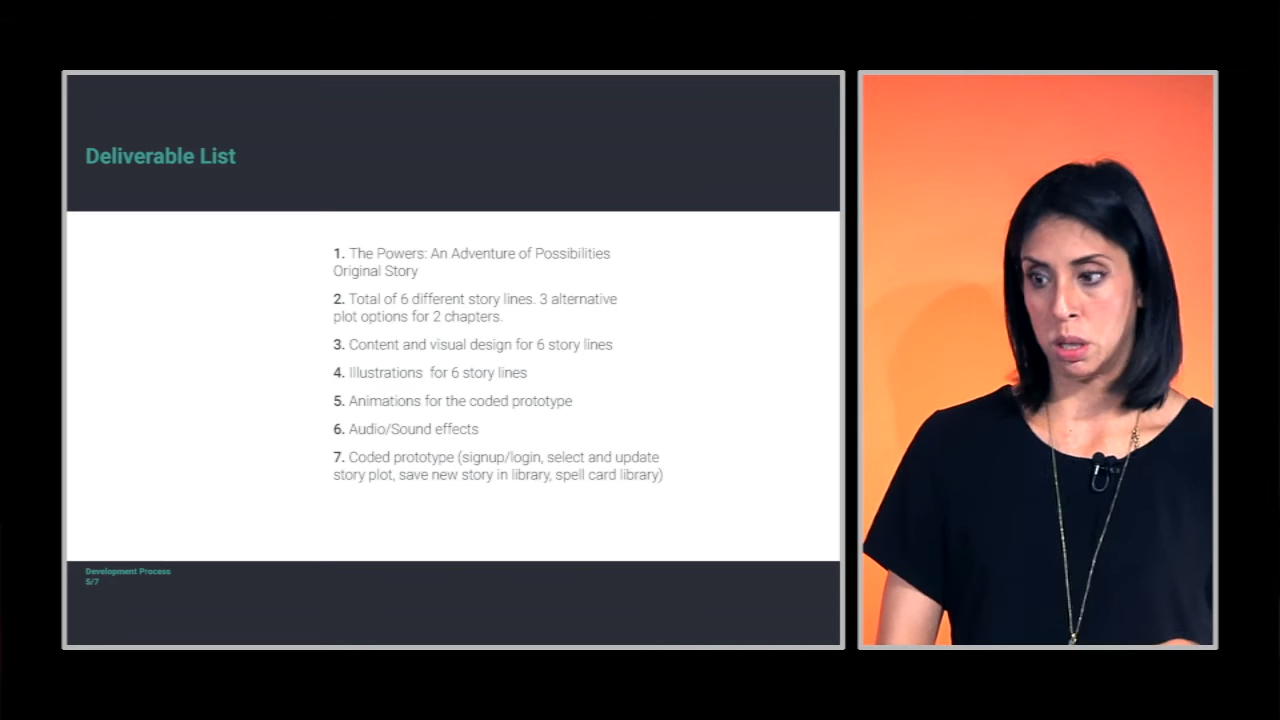 Deliverable List
1. The Powers: An Adventure of Possibilities
Original Story
2. Total of 6 different story lines. 3 alternative
plot options for 2 chapters.
3. Content and visual design for 6 story lines
4. Illustrations  for 6 story lines
5. Animations for the coded prototype
6. Audio/Sound effects
7. Coded prototype (signup/login, select and update
story plot, save new story in library, spell card library)
Development Process
5/7